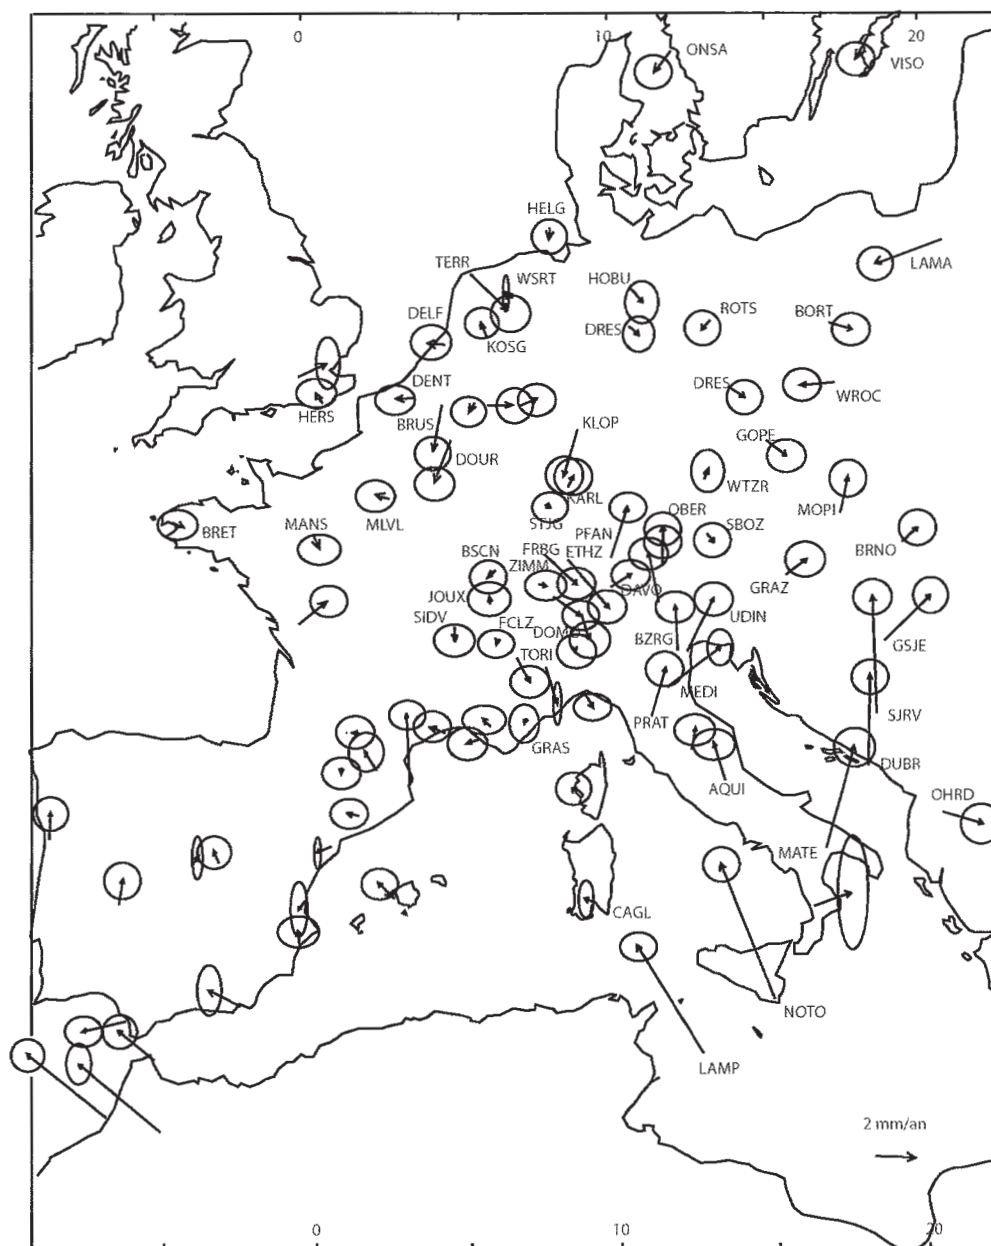 0 10 20
ONSA
VISO
HELG
TERR
WSRT
LAMA
HOBU
DELF
ROTS
BORT
DRES
KOSG
DENT
DRES
WROC
HERS
BRUS
KLOP
DOUR
GOPE
WTZR
KARL
MLVL
MOPI
OBER
STJG
SBOZ
BRET
MANS
PFAN
BRNO
FRBG
ETHZ
BSCN
ZIMM
GRAZ
DAVO
JOUX
SIDV
FCLZ
DOMO
UDIN
BZRG
GSJE
TORI
MEDI
PRAT
SJRV
GRAS
DUBR
AQUI
OHRD
MATE
CAGL
NOTO
LAMP
2 mm/an
0 10 20